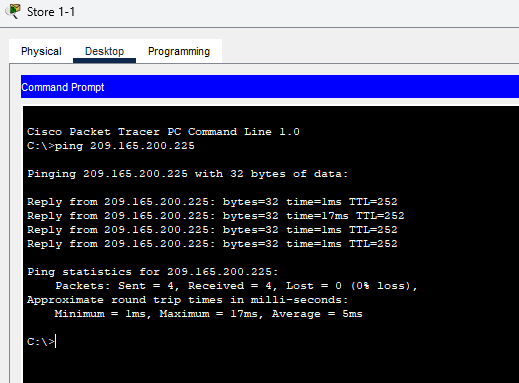 Store 1-1
Physical Desktop Programming
Command Prompt
Cisco Packet Tracer PC Command Line 1.0
C:\>ping 209.165.200.225
Pinging 209.165.200.225 with 32 bytes of data:
Reply from 209.165.200.225: bytes=32 time=1ms TTL=252
Reply from 209.165.200.225: bytes=32 time=17ms TTL=252
Reply from 209.165.200.225: bytes=32 time=1ms TTL=252
Reply from 209.165.200.225: bytes=32 time=1ms TTL=252
Ping statistics for 209.165.200.225:
Packets: Sent = 4, Received = 4, Lost = 0 (0% loss),
Approximate round trip times in milli-seconds:
Minimum = 1ms, Maximum = 17ms, Average = 5ms
C:\>